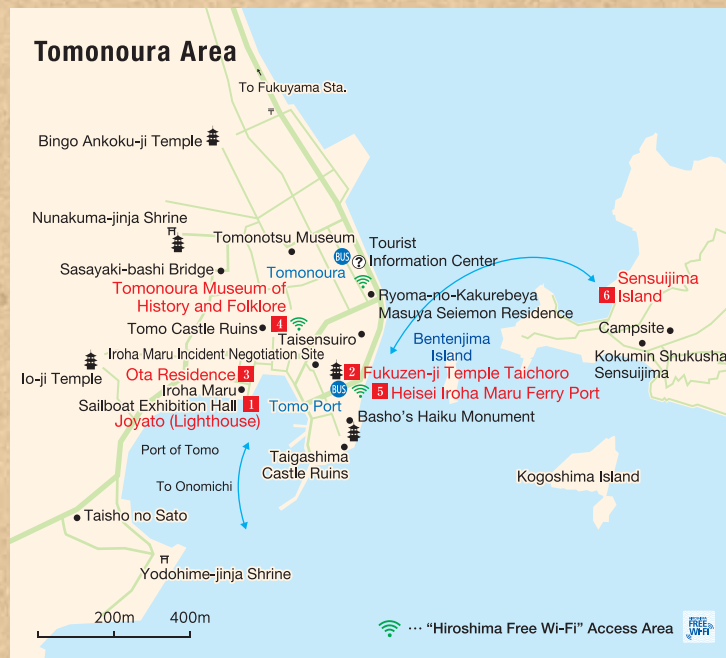 Tomonoura Area
To Fukuyama Sta.
〒
Bingo Ankoku-ji Temple
Nunakuma-jinja Shrine
Tomonotsu Museum
BUS
?
Tourist
Information Center
Tomonoura
Sasayaki-bashi Bridge
Tomonoura Museum of
History and Folklore
4
Tomo Castle Ruins
Ryoma-no-Kakurebeya
Masuya Seiemon Residence
6
Sensuijima
Island
Taisensuiro
Bentenjima
Island
Campsite
Kokumin Shukusha
Sensuijima
Iroha Maru Incident Negotiation Site
Io-ji Temple
Ota Residence
3
2
Fukuzen-ji Temple Taichoro
Iroha Maru
Sailboat Exhibition Hall
1
Joyato (Lighthouse)
BUS
Tomo Port
5
Heisei Iroha Maru Ferry Port
Basho's Haiku Monument
Port of Tomo
Taigashima
Castle Ruins
To Onomichi
Kogoshima Island
Taisho no Sato
Yodohime-jinja Shrine
200m
400m
… "Hiroshima Free Wi-Fi" Access Area
HIROSHIMA
FREE
Wi-Fi